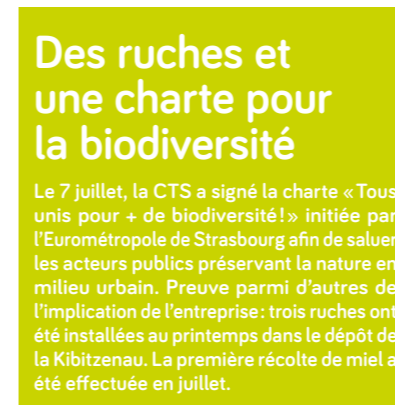 Des ruches et
une charte pour
la biodiversité
Le 7 juillet, la CTS a signé la charte « Tous
unis pour + de biodiversité ! » initiée par
l’Eurométropole de Strasbourg afin de saluer
les acteurs publics préservant la nature en
milieu urbain. Preuve parmi d’autres de
l’implication de l’entreprise : trois ruches ont
été installées au printemps dans le dépôt de
la Kibitzenau. La première récolte de miel a
été effectuée en juillet.